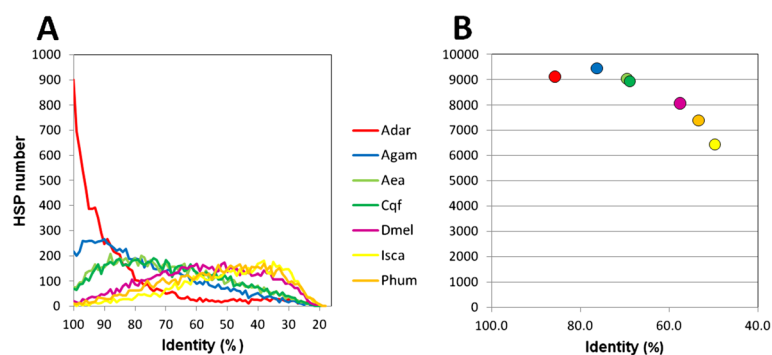 A
1000
900
800
700
600
500
400
300
200
100
0
HSP number
100 90 80 70 60 50 40 30 20
Identity (%)
Adar
Agam
Aea
Cqf
Dmel
Isca
Phum
B
10000
9000
8000
7000
6000
5000
4000
3000
2000
1000
0
100.0 80.0 60.0 40.0
Identity (%)